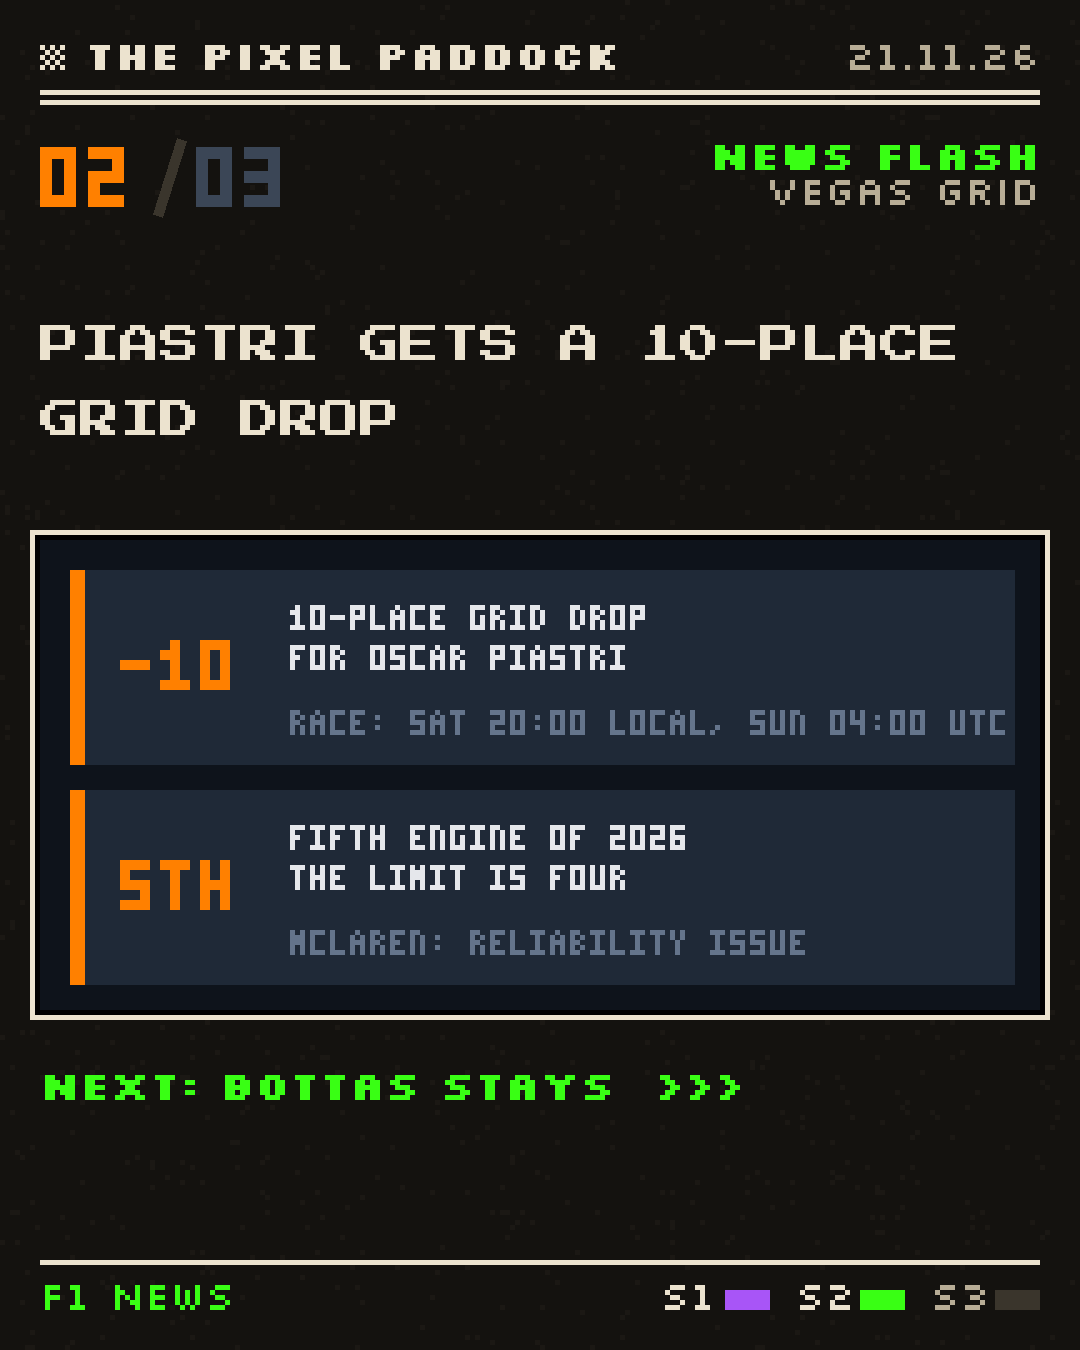 THE PIXEL PADDOCK
21.11.26
02 /03
NEWS FLASH
VEGAS GRID
PIASTRI GETS A 10-PLACE
GRID DROP
-10
10-PLACE GRID DROP
FOR OSCAR PIASTRI
RACE: SAT 20:00 LOCAL, SUN 04:00 UTC
5TH
FIFTH ENGINE OF 2026
THE LIMIT IS FOUR
MCLAREN: RELIABILITY ISSUE
NEXT: BOTTAS STAYS >>>
F1 NEWS
S1 S2 S3